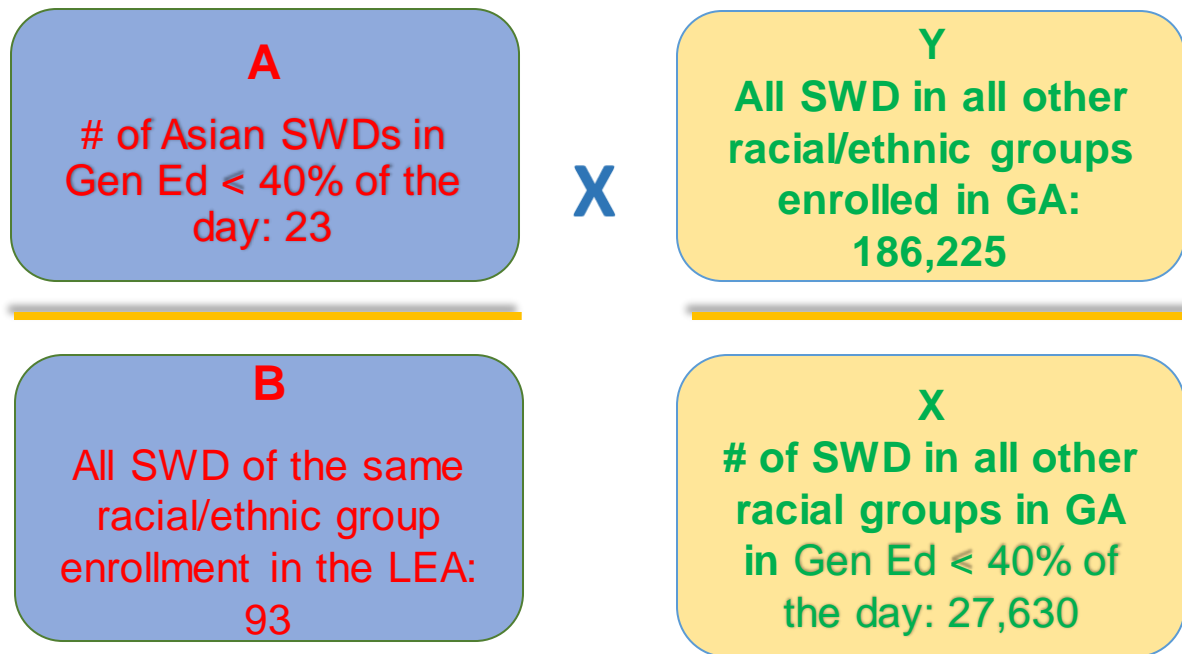 A
# of Asian SWDs in
Gen Ed < 40% of the
day: 23
X
Y
All SWD in all other
racial/ethnic groups
enrolled in GA:
186,225
B
All SWD of the same
racial/ethnic group
enrollment in the LEA:
93
X
# of SWD in all other
racial groups in GA
in Gen Ed < 40% of
the day: 27,630